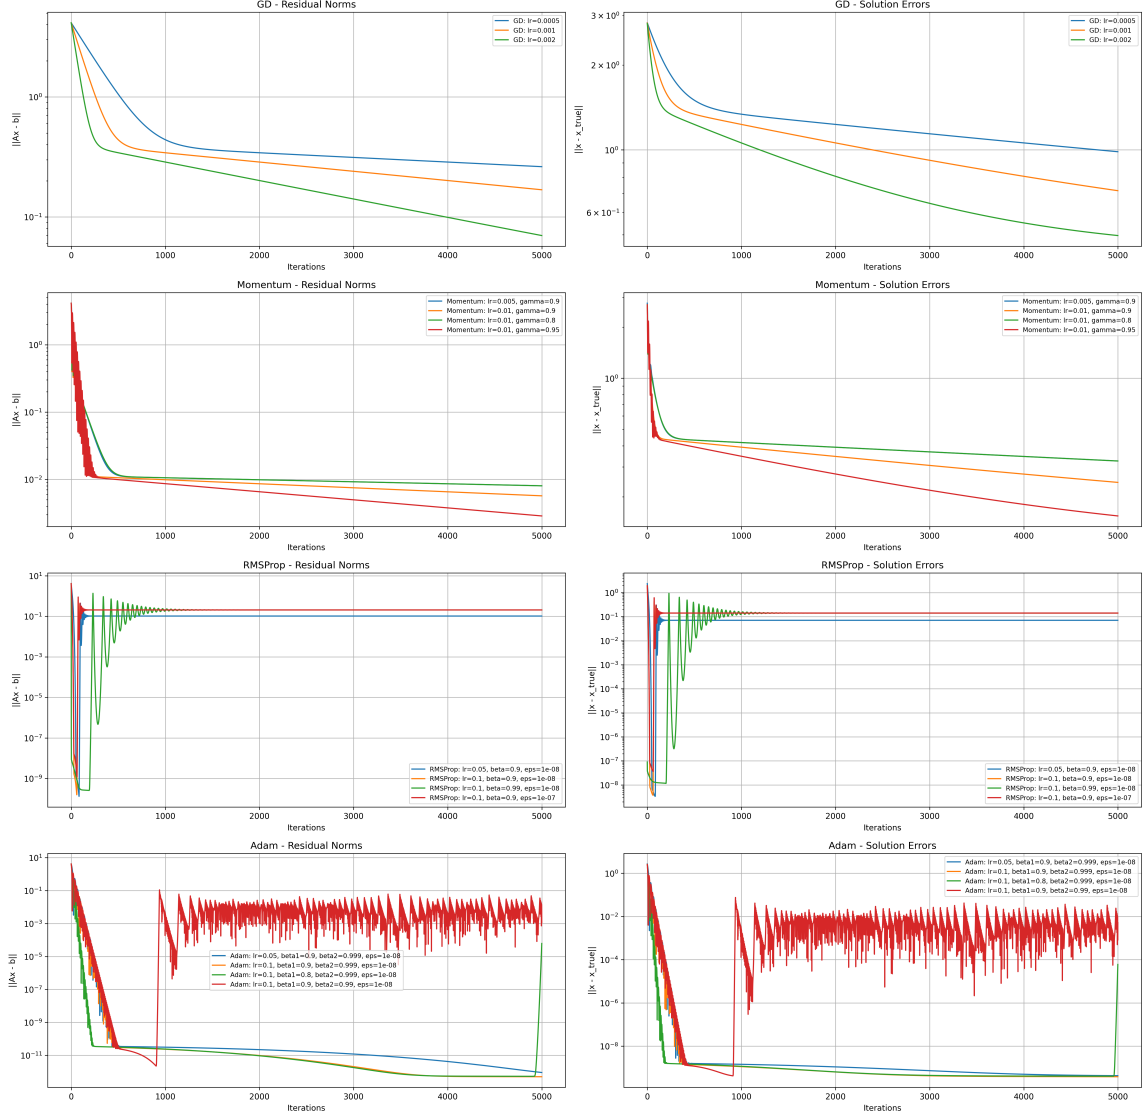 GD - Residual Norms
GD: lr=0.0005
GD: lr=0.001
GD: lr=0.002
10⁰
10⁻¹
||Ax - b||
0
1000
2000
3000
4000
5000
Iterations
GD - Solution Errors
GD: lr=0.0005
GD: lr=0.001
GD: lr=0.002
3 × 10⁰
2 × 10⁰
10⁰
6 × 10⁻¹
||x - x_true||
0
1000
2000
3000
4000
5000
Iterations
Momentum - Residual Norms
Momentum: lr=0.005, gamma=0.9
Momentum: lr=0.01, gamma=0.9
Momentum: lr=0.01, gamma=0.8
Momentum: lr=0.01, gamma=0.95
10⁰
10⁻¹
10⁻²
||Ax - b||
0
1000
2000
3000
4000
5000
Iterations
Momentum - Solution Errors
Momentum: lr=0.005, gamma=0.9
Momentum: lr=0.01, gamma=0.9
Momentum: lr=0.01, gamma=0.8
Momentum: lr=0.01, gamma=0.95
10⁰
||x - x_true||
0
1000
2000
3000
4000
5000
Iterations
RMSProp - Residual Norms
10¹
10⁻¹
10⁻³
10⁻⁵
10⁻⁷
10⁻⁹
||Ax - b||
RMSProp: lr=0.05, beta=0.9, eps=1e-08
RMSProp: lr=0.1, beta=0.9, eps=1e-08
RMSProp: lr=0.1, beta=0.99, eps=1e-08
RMSProp: lr=0.1, beta=0.9, eps=1e-07
0
1000
2000
3000
4000
5000
Iterations
RMSProp - Solution Errors
10⁰
10⁻¹
10⁻²
10⁻³
10⁻⁴
10⁻⁵
10⁻⁶
10⁻⁷
10⁻⁸
||x - x_true||
RMSProp: lr=0.05, beta=0.9, eps=1e-08
RMSProp: lr=0.1, beta=0.9, eps=1e-08
RMSProp: lr=0.1, beta=0.99, eps=1e-08
RMSProp: lr=0.1, beta=0.9, eps=1e-07
0
1000
2000
3000
4000
5000
Iterations
Adam - Residual Norms
10¹
10⁻¹
10⁻³
10⁻⁵
10⁻⁷
10⁻⁹
10⁻¹¹
||Ax - b||
Adam: lr=0.05, beta1=0.9, beta2=0.999, eps=1e-08
Adam: lr=0.1, beta1=0.9, beta2=0.999, eps=1e-08
Adam: lr=0.1, beta1=0.8, beta2=0.999, eps=1e-08
Adam: lr=0.1, beta1=0.9, beta2=0.99, eps=1e-08
0
1000
2000
3000
4000
5000
Iterations
Adam - Solution Errors
Adam: lr=0.05, beta1=0.9, beta2=0.999, eps=1e-08
Adam: lr=0.1, beta1=0.9, beta2=0.999, eps=1e-08
Adam: lr=0.1, beta1=0.8, beta2=0.999, eps=1e-08
Adam: lr=0.1, beta1=0.9, beta2=0.99, eps=1e-08
10⁰
10⁻²
10⁻⁴
10⁻⁶
10⁻⁸
||x - x_true||
0
1000
2000
3000
4000
5000
Iterations